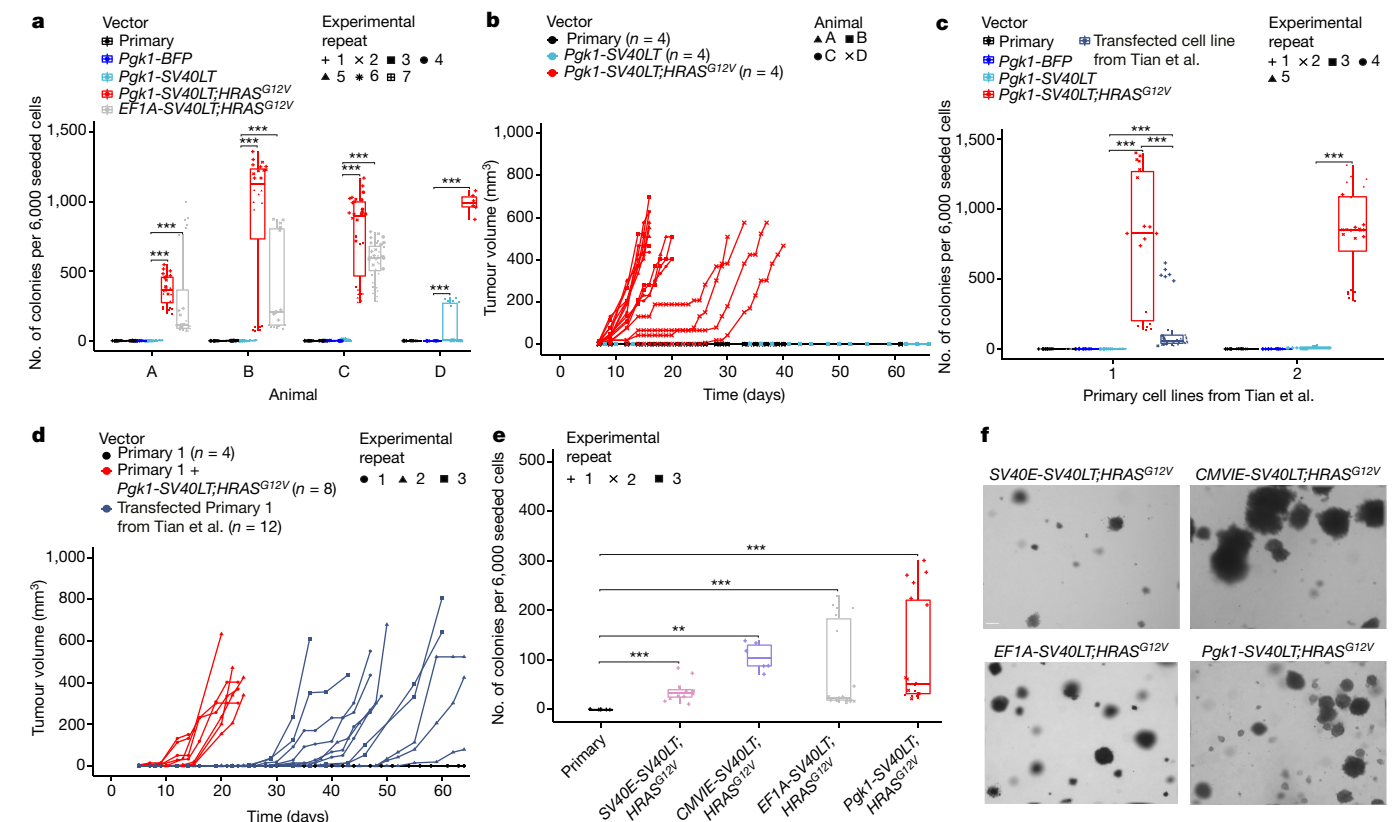 a
Vector
Primary
Pgk1-BFP
Pgk1-SV40LT
Pgk1-SV40LT;HRASG12V
EF1A-SV40LT;HRASG12V
Experimental
repeat
+ 1 × 2 ■ 3 ● 4
▲ 5 ✳ 6 ⊞ 7
No. of colonies per 6,000 seeded cells
1,500
1,000
500
0
***
***
***
***
***
***
***
***
A
B
C
D
Animal
b
Vector
Primary (n = 4)
Pgk1-SV40LT (n = 4)
Pgk1-SV40LT;HRASG12V (n = 4)
Animal
▲ A ■ B
● C × D
Tumour volume (mm3)
1,000
800
600
400
200
0
0
20
40
60
Time (days)
c
Vector
Primary
Pgk1-BFP
Pgk1-SV40LT
Pgk1-SV40LT;HRASG12V
Transfected cell line
from Tian et al.
Experimental
repeat
+ 1 × 2 ■ 3 ● 4
▲ 5
No. of colonies per 6,000 seeded cells
1,500
1,000
500
0
***
***
***
***
1
2
Primary cell lines from Tian et al.
d
Vector
Primary 1 (n = 4)
Primary 1 +
Pgk1-SV40LT;HRASG12V (n = 8)
Transfected Primary 1
from Tian et al. (n = 12)
Experimental
repeat
● 1 ▲ 2 ■ 3
Tumour volume (mm3)
1,000
800
600
400
200
0
0
10
20
30
40
50
60
Time (days)
e
Experimental
repeat
+ 1 × 2 ■ 3
No. of colonies per 6,000 seeded cells
500
400
300
200
100
0
***
***
**
***
Primary
SV40E-SV40LT;
HRASG12V
CMVIE-SV40LT;
HRASG12V
EF1A-SV40LT;
HRASG12V
Pgk1-SV40LT;
HRASG12V
f
SV40E-SV40LT;HRASG12V
CMVIE-SV40LT;HRASG12V
EF1A-SV40LT;HRASG12V
Pgk1-SV40LT;HRASG12V